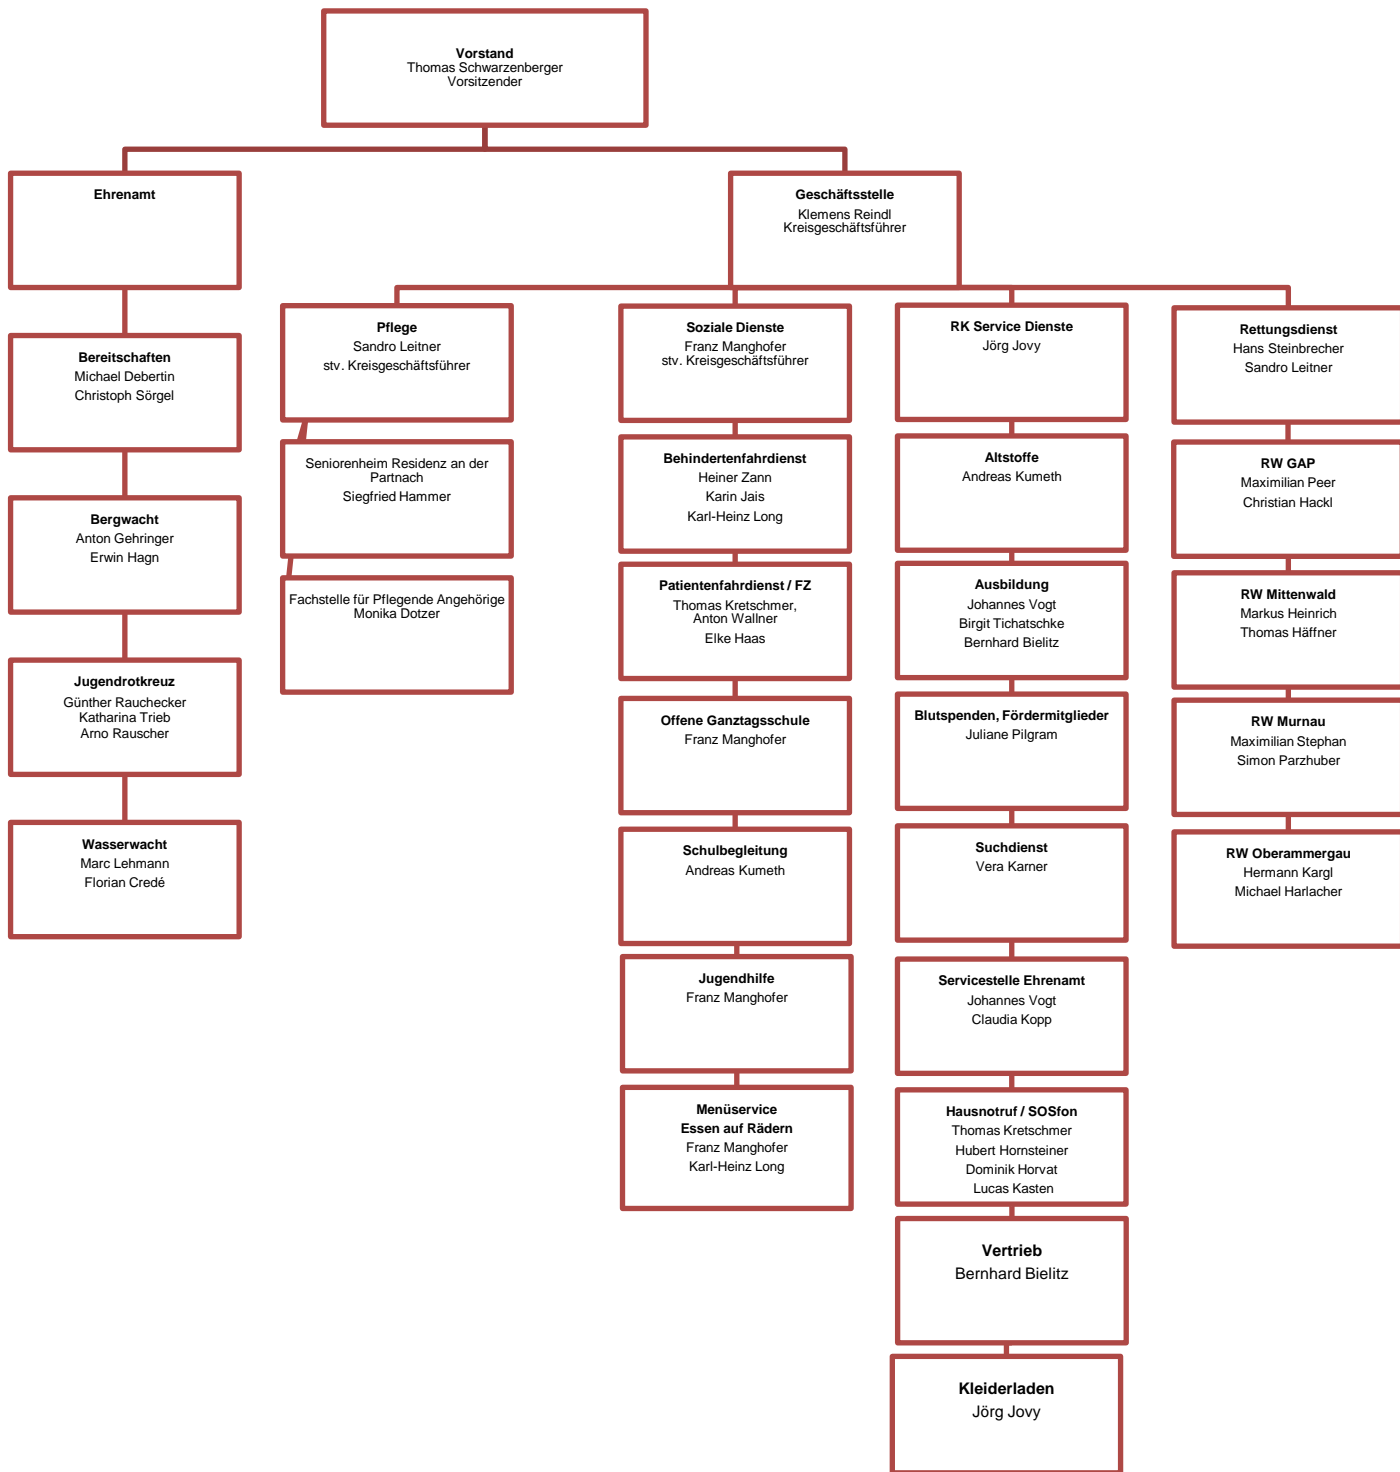 Vorstand
Thomas Schwarzenberger
Vorsitzender
Ehrenamt
Geschäftsstelle
Klemens Reindl
Kreisgeschäftsführer
Bereitschaften
Michael Debertin
Christoph Sörgel
Bergwacht
Anton Gehringer
Erwin Hagn
Jugendrotkreuz
Günther Rauchecker
Katharina Trieb
Arno Rauscher
Wasserwacht
Marc Lehmann
Florian Credé
Pflege
Sandro Leitner
stv. Kreisgeschäftsführer
Seniorenheim Residenz an der
Partnach
Siegfried Hammer
Fachstelle für Pflegende Angehörige
Monika Dotzer
Soziale Dienste
Franz Manghofer
stv. Kreisgeschäftsführer
Behindertenfahrdienst
Heiner Zann
Karin Jais
Karl-Heinz Long
Patientenfahrdienst / FZ
Thomas Kretschmer,
Anton Wallner
Elke Haas
Offene Ganztagsschule
Franz Manghofer
Schulbegleitung
Andreas Kumeth
Jugendhilfe
Franz Manghofer
Menüservice
Essen auf Rädern
Franz Manghofer
Karl-Heinz Long
RK Service Dienste
Jörg Jovy
Altstoffe
Andreas Kumeth
Ausbildung
Johannes Vogt
Birgit Tichatschke
Bernhard Bielitz
Blutspenden, Fördermitglieder
Juliane Pilgram
Suchdienst
Vera Karner
Servicestelle Ehrenamt
Johannes Vogt
Claudia Kopp
Hausnotruf / SOSfon
Thomas Kretschmer
Hubert Hornsteiner
Dominik Horvat
Lucas Kasten
Vertrieb
Bernhard Bielitz
Kleiderladen
Jörg Jovy
Rettungsdienst
Hans Steinbrecher
Sandro Leitner
RW GAP
Maximilian Peer
Christian Hackl
RW Mittenwald
Markus Heinrich
Thomas Häffner
RW Murnau
Maximilian Stephan
Simon Parzhuber
RW Oberammergau
Hermann Kargl
Michael Harlacher